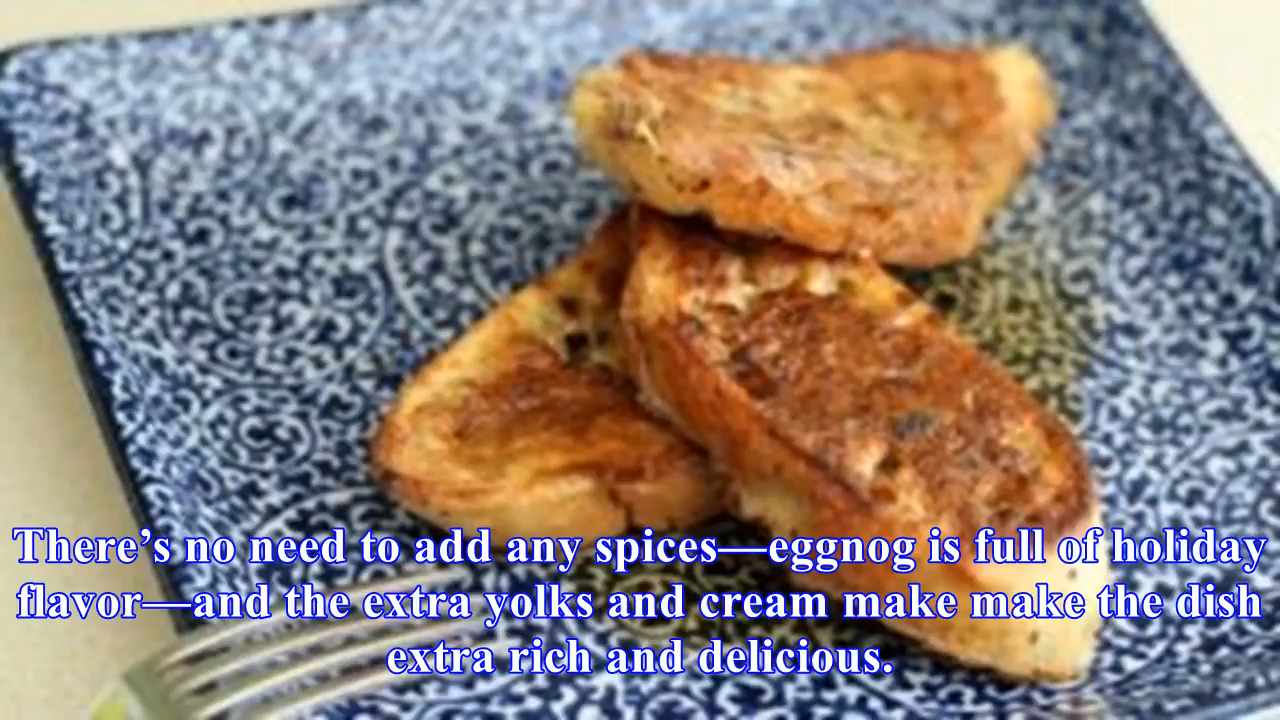 There’s no need to add any spices—eggnog is full of holiday
flavor—and the extra yolks and cream make make the dish
extra rich and delicious.